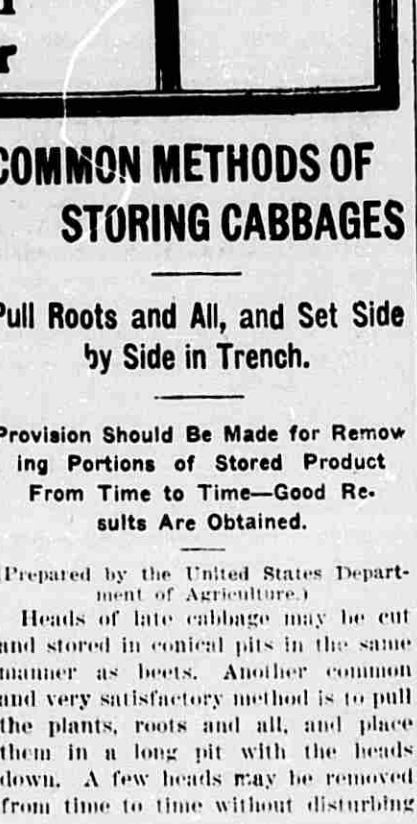 r
COMMON METHODS OF
STORING CABBAGES
Pull Roots and All, and Set Side
by Side in Trench.
Provision Should Be Made for Remov-
ing Portions of Stored Product
From Time to Time—Good Re-
sults Are Obtained.
(Prepared by the United States Depart-
ment of Agriculture.)
Heads of late cabbage may be cut
and stored in conical pits in the same
manner as beets. Another common
and very satisfactory method is to pull
the plants, roots and all, and place
them in a long pit with the heads
down. A few heads may be removed
from time to time without disturbing